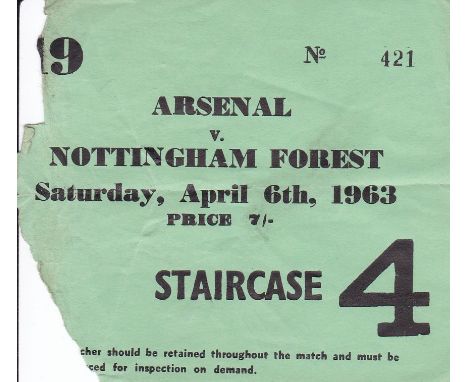 9 Nº 421
ARSENAL
v.
NOTTINGHAM FOREST
Saturday, April 6th, 1963
PRICE 7/-
STAIRCASE 4
cher should be retained throughout the match and must be
ced for inspection on demand.